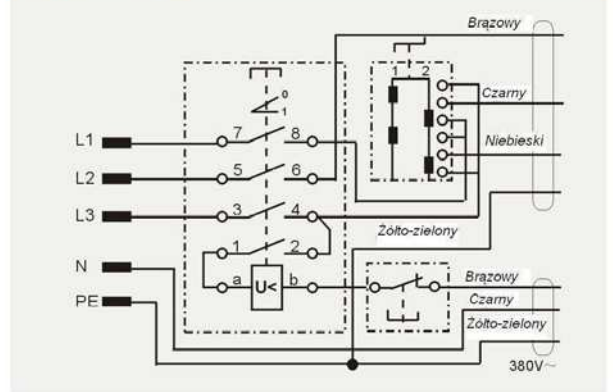 Brązowy
1 2
0
1
Czarny
L1 7 8
Niebieski
L2 5 6
L3 3 4
Żółto-zielony
1 2
N
a U< b
Brązowy
Czarny
PE
Żółto-zielony
380V~